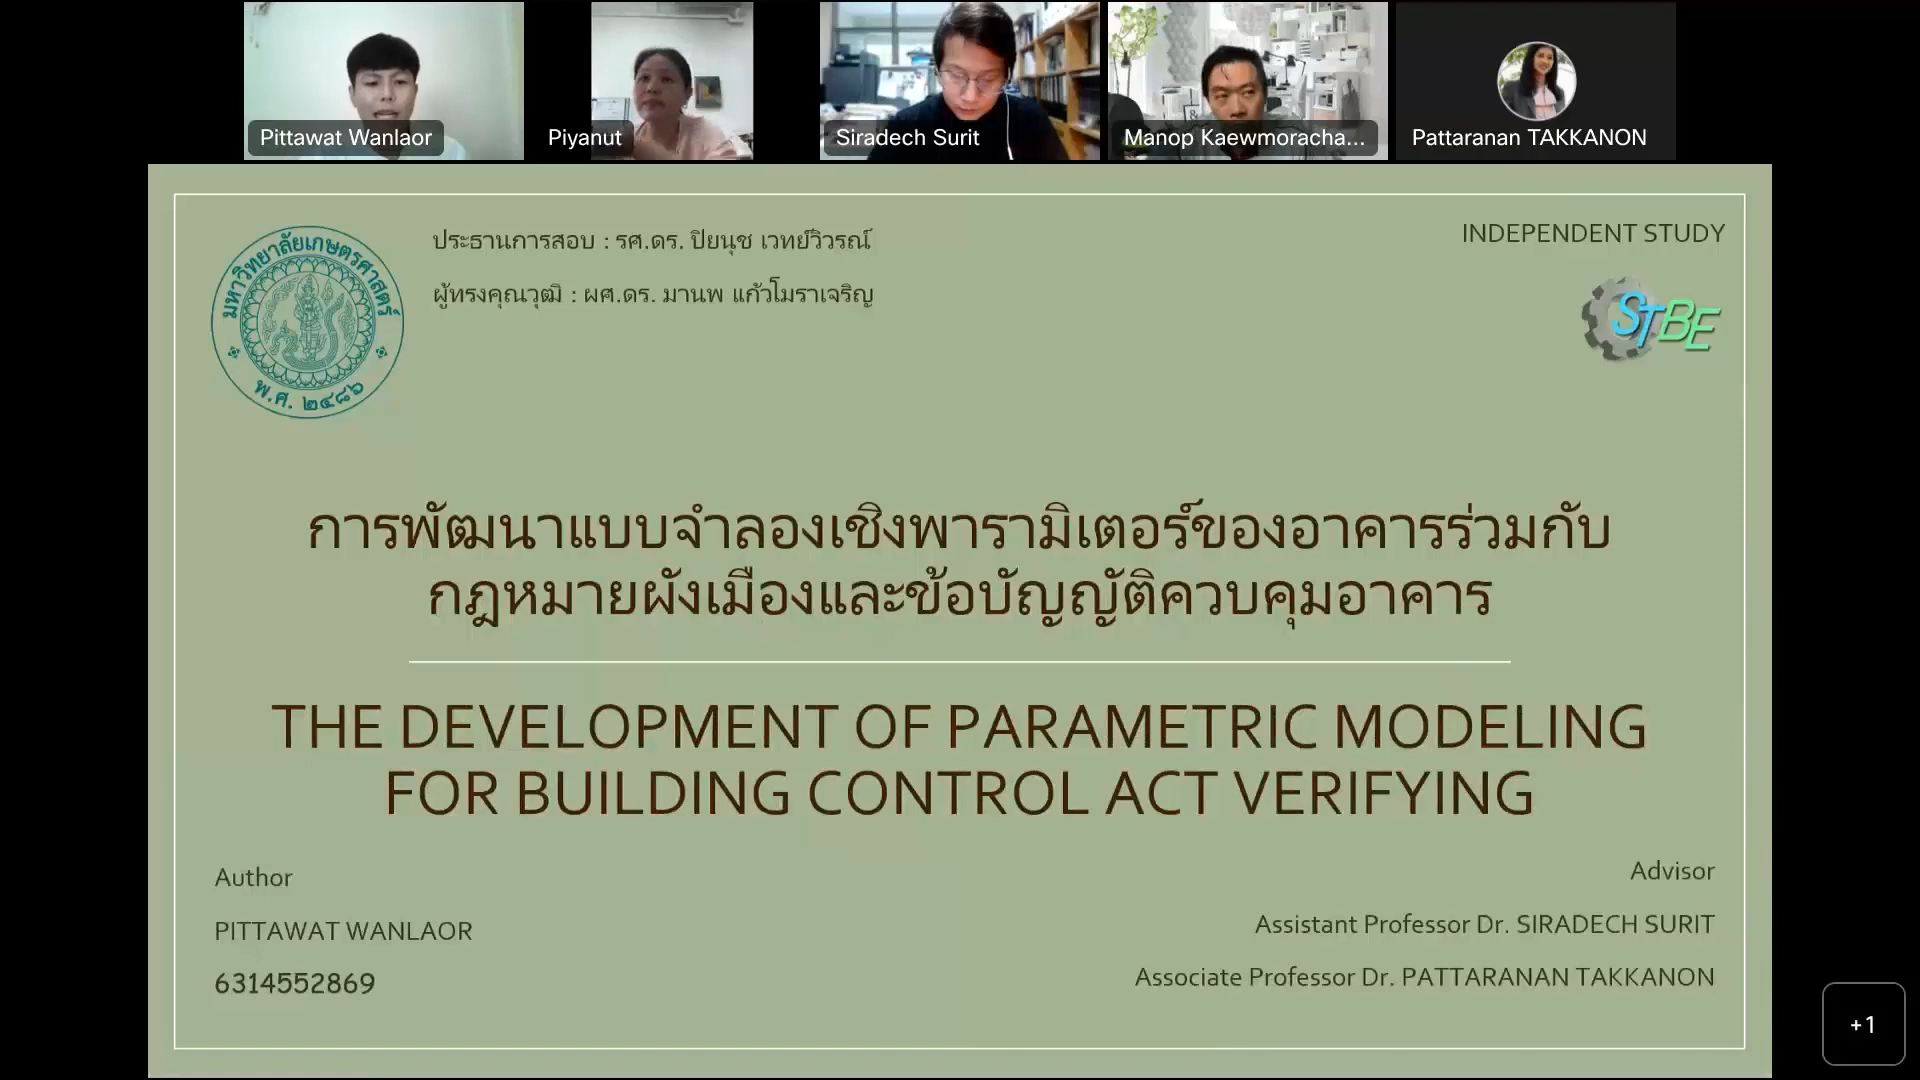 Pittawat Wanlaor
Piyanut
Siradech Surit
Manop Kaewmoracha...
Pattaranan TAKKANON
มหาวิทยาลัยเกษตรศาสตร์
พ.ศ. ๒๔๘๖
ประธานการสอบ : รศ.ดร. ปิยนุช เวทย์วิวรณ์
ผู้ทรงคุณวุฒิ : ผศ.ดร. มานพ แก้วโมราเจริญ
INDEPENDENT STUDY
STBE
การพัฒนาแบบจำลองเชิงพารามิเตอร์ของอาคารร่วมกับ
กฎหมายผังเมืองและข้อบัญญัติควบคุมอาคาร
THE DEVELOPMENT OF PARAMETRIC MODELING
FOR BUILDING CONTROL ACT VERIFYING
Author
PITTAWAT WANLAOR
6314552869
Advisor
Assistant Professor Dr. SIRADECH SURIT
Associate Professor Dr. PATTARANAN TAKKANON
+1